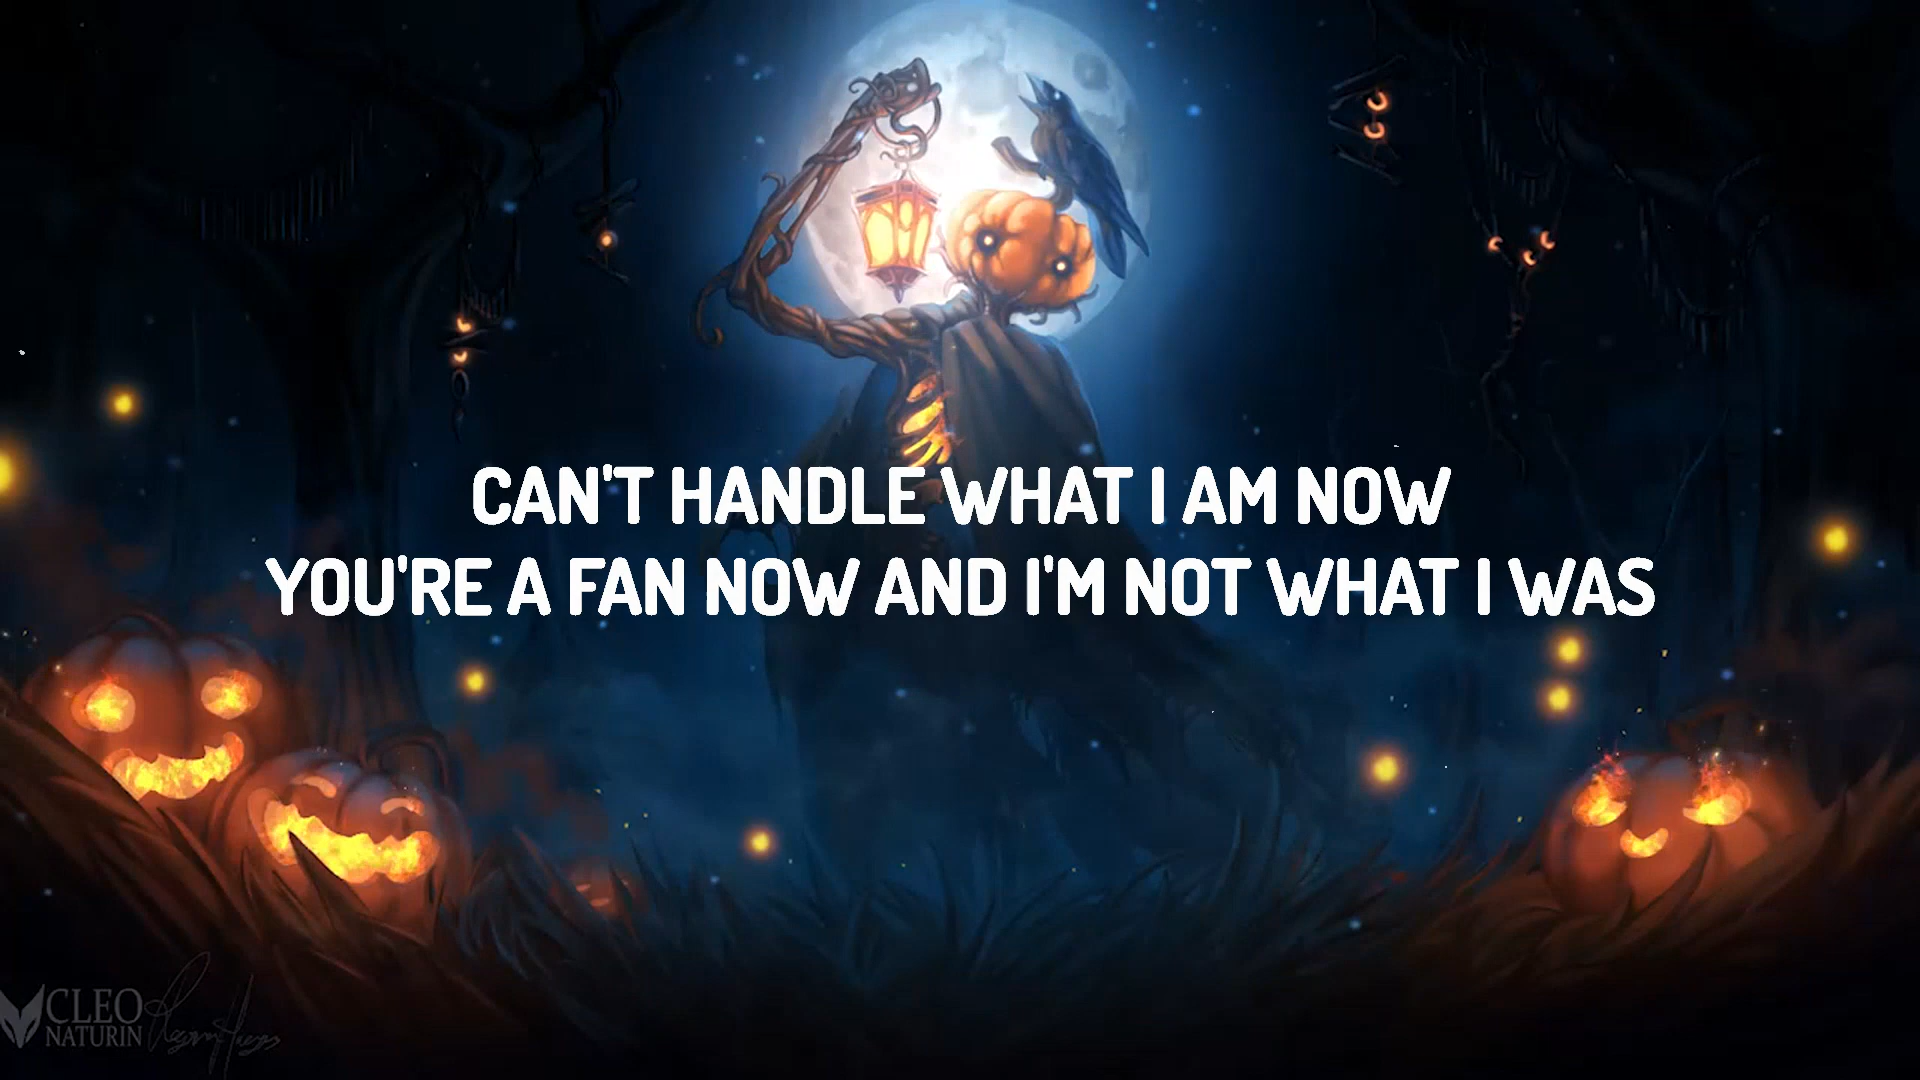 CAN'T HANDLE WHAT I AM NOW
YOU'RE A FAN NOW AND I'M NOT WHAT I WAS
CLEO
NATURIN